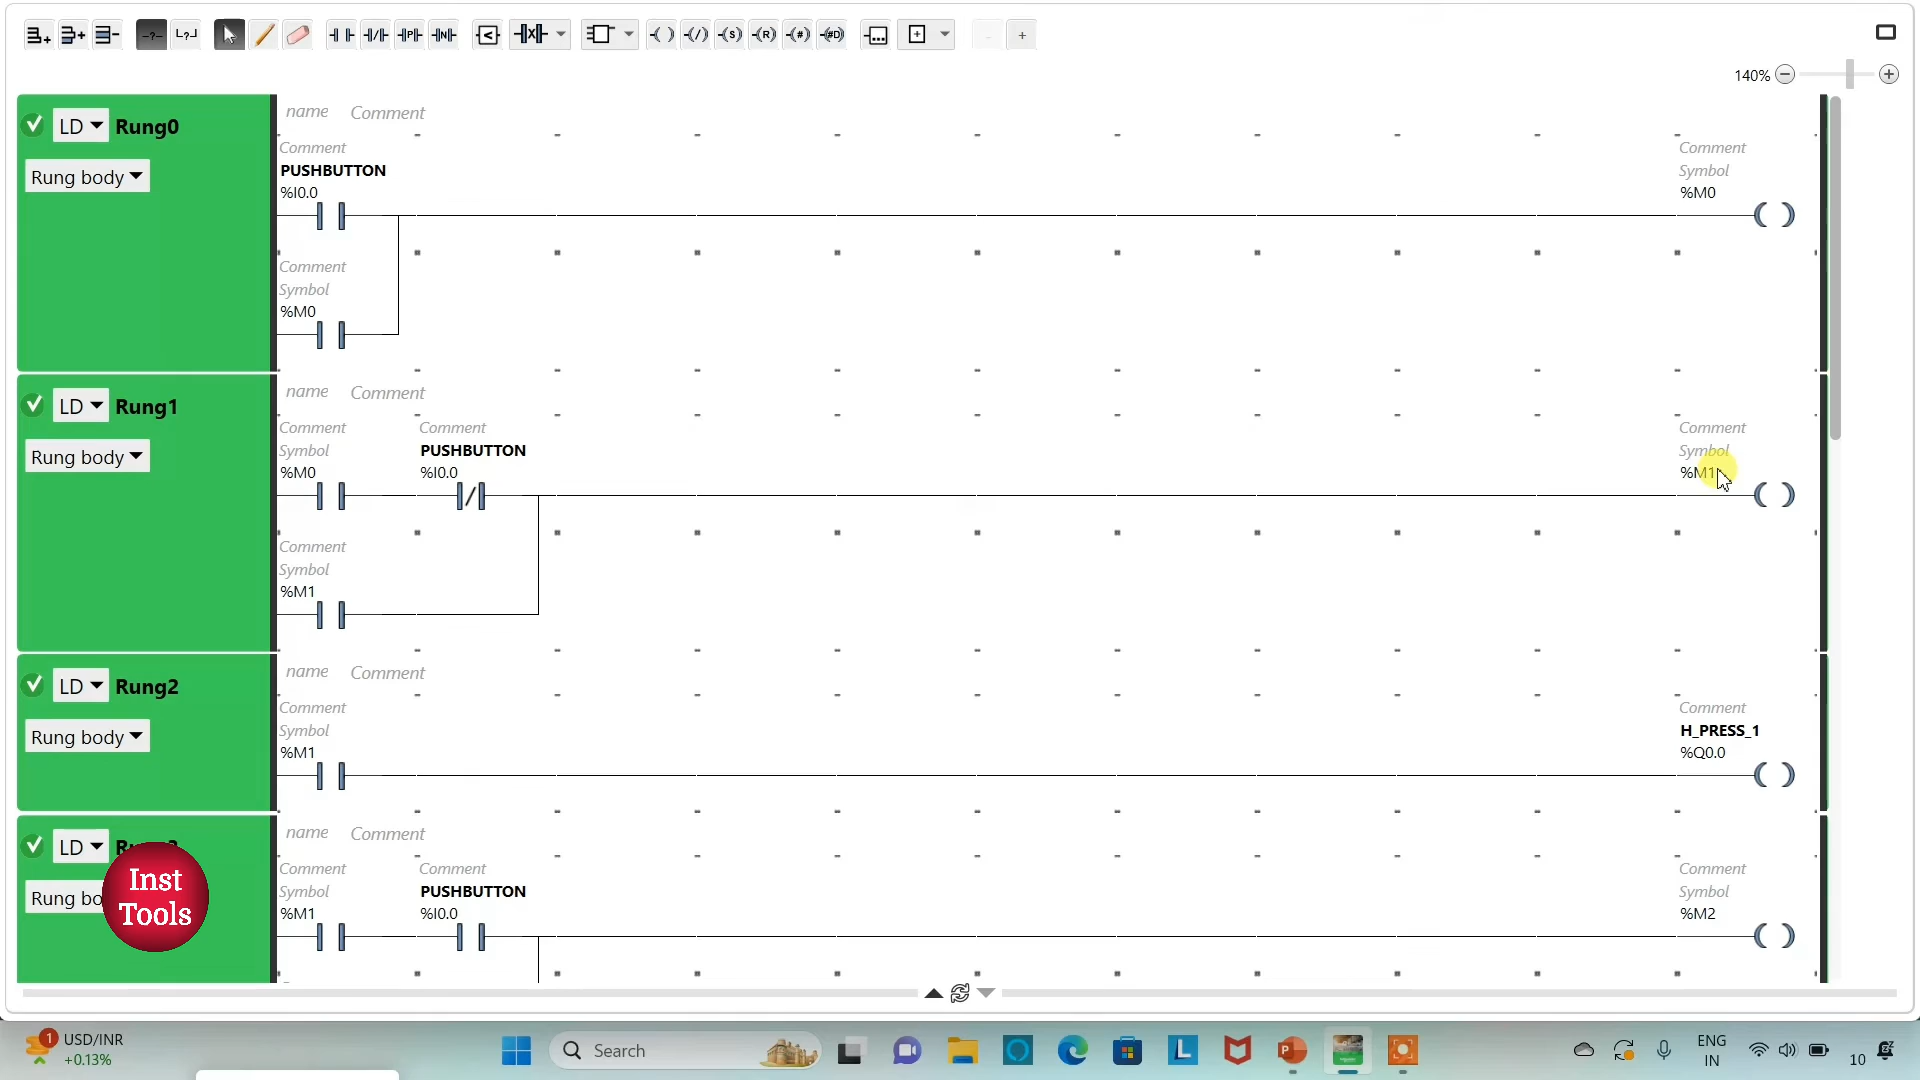 140%
LD Rung0
Rung body
name Comment
Comment
PUSHBUTTON
%I0.0
Comment
Symbol
%M0
Comment
Symbol
%M0
LD Rung1
Rung body
name Comment
Comment
Symbol
%M0
Comment
PUSHBUTTON
%I0.0
Comment
Symbol
%M1
Comment
Symbol
%M1
LD Rung2
Rung body
name Comment
Comment
Symbol
%M1
Comment
H_PRESS_1
%Q0.0
LD
Rung bo
name Comment
Comment
Symbol
%M1
Comment
PUSHBUTTON
%I0.0
Comment
Symbol
%M2
Inst
Tools
1
USD/INR
+0.13%
Search
ENG
IN
10